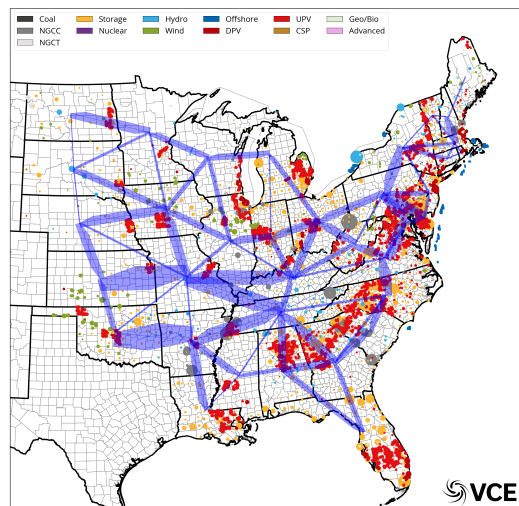 Coal Storage Hydro Offshore UPV Geo/Bio
NGCC Nuclear Wind DPV CSP Advanced
NGCT
VCE